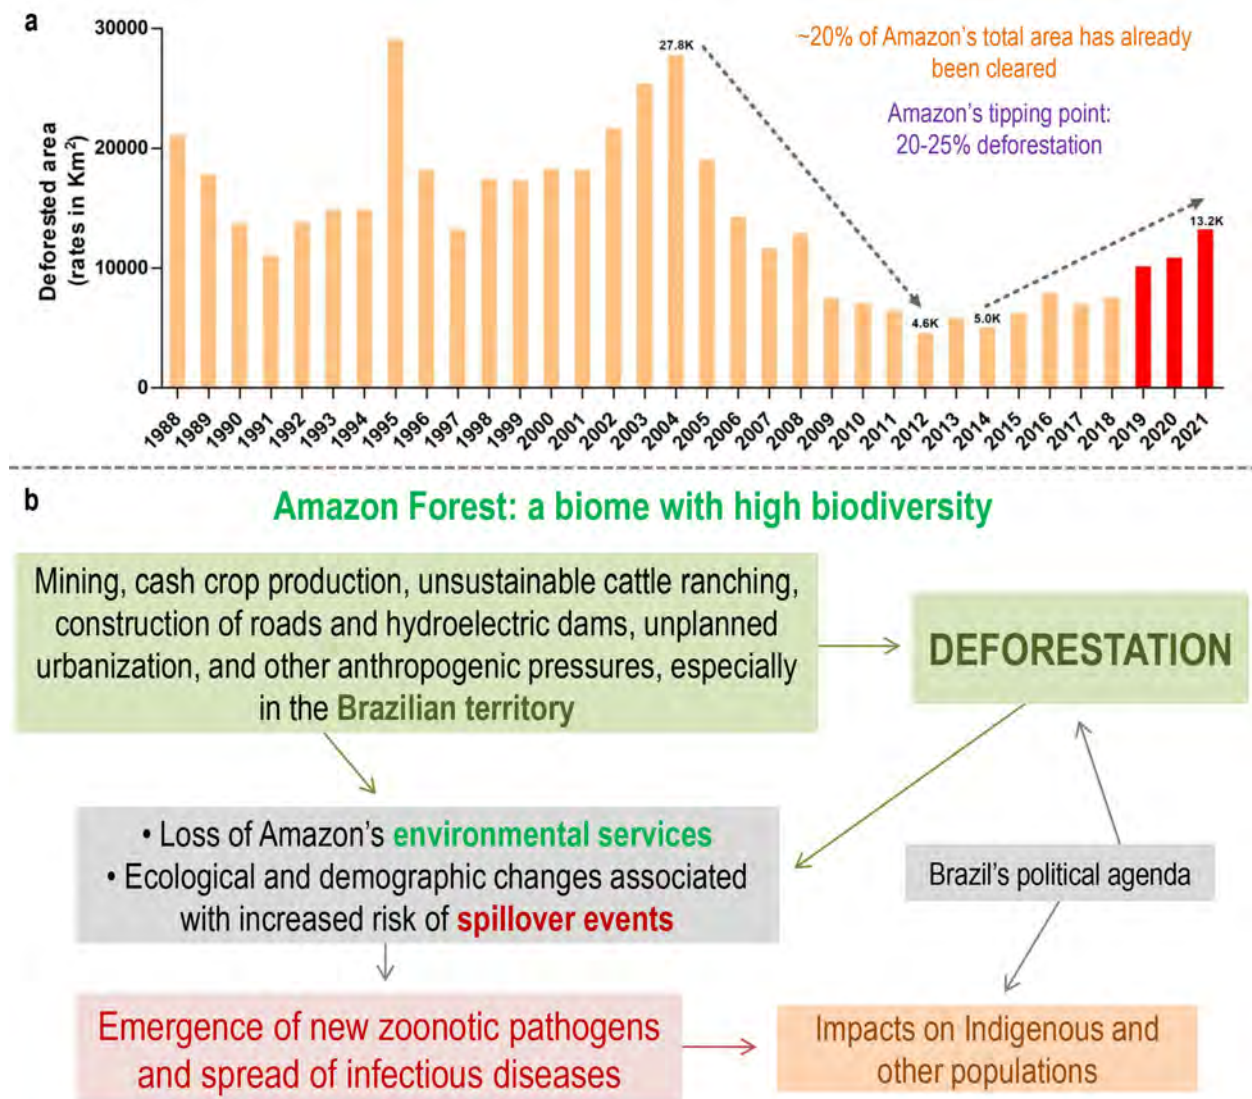 a
30000
20000
10000
0
Deforested area
(rates in Km²)
27.8K
4.6K
5.0K
13.2K
~20% of Amazon's total area has already
been cleared
Amazon's tipping point:
20-25% deforestation
1988
1989
1990
1991
1992
1993
1994
1995
1996
1997
1998
1999
2000
2001
2002
2003
2004
2005
2006
2007
2008
2009
2010
2011
2012
2013
2014
2015
2016
2017
2018
2019
2020
2021
b
Amazon Forest: a biome with high biodiversity
Mining, cash crop production, unsustainable cattle ranching,
construction of roads and hydroelectric dams, unplanned
urbanization, and other anthropogenic pressures, especially
in the Brazilian territory
DEFORESTATION
• Loss of Amazon's environmental services
• Ecological and demographic changes associated
with increased risk of spillover events
Brazil's political agenda
Emergence of new zoonotic pathogens
and spread of infectious diseases
Impacts on Indigenous and
other populations